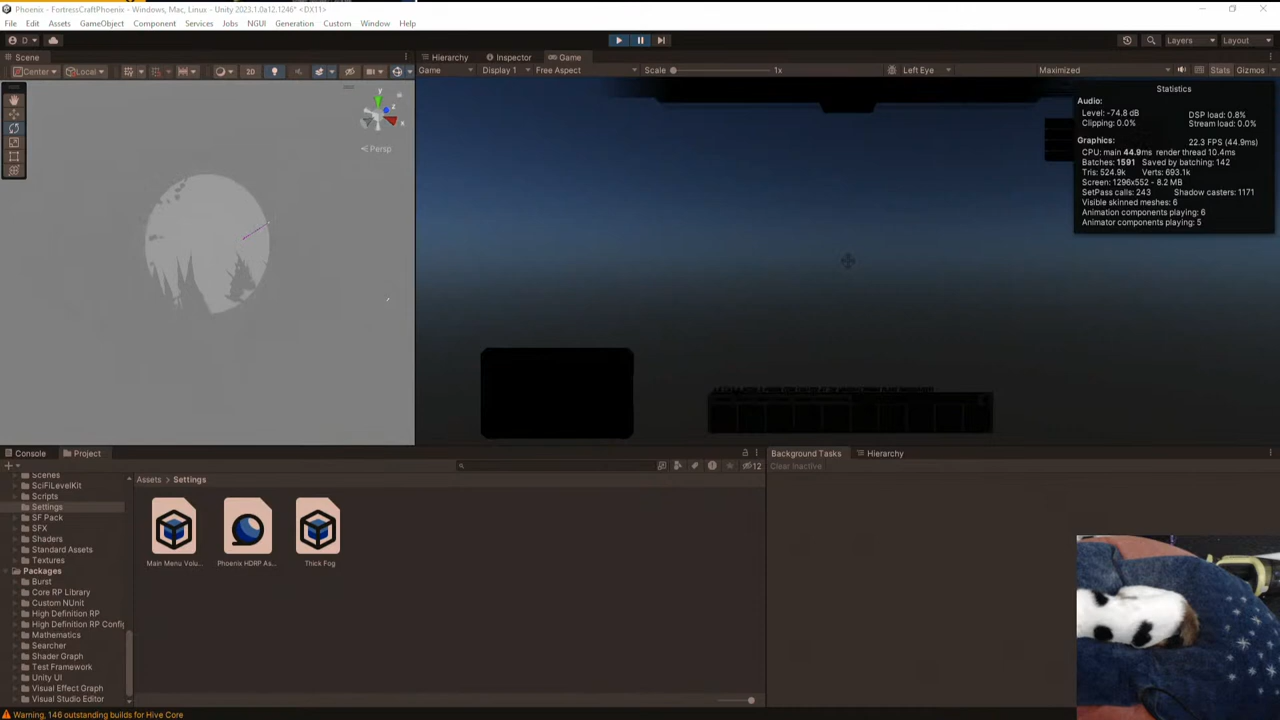 Phoenix - FortressCraftPhoenix - Windows, Mac, Linux - Unity 2023.1.0a12.1246* <DX11>
File Edit Assets GameObject Component Services Jobs NGUI Generation Custom Window Help
D Layers Layout
Scene
Hierarchy Inspector Game
Center Local 2D
Game Display 1 Free Aspect Scale 1x Left Eye Maximized Stats Gizmos
y
z
x
Persp
Statistics
Audio:
Level: -74.8 dB DSP load: 0.8%
Clipping: 0.0% Stream load: 0.0%
Graphics: 22.3 FPS (44.9ms)
CPU: main 44.9ms render thread 10.4ms
Batches: 1591 Saved by batching: 142
Tris: 524.9k Verts: 693.1k
Screen: 1296x552 - 8.2 MB
SetPass calls: 243 Shadow casters: 1171
Visible skinned meshes: 6
Animation components playing: 6
Animator components playing: 5
Console Project
12
Background Tasks Hierarchy
Clear inactive
Assets > Settings
Scenes
SciFiLevelKit
Scripts
Settings
SF Pack
SFX
Shaders
Standard Assets
Textures
Packages
Burst
Core RP Library
Custom NUnit
High Definition RP
High Definition RP Config
Mathematics
Searcher
Shader Graph
Test Framework
Unity UI
Visual Effect Graph
Visual Studio Editor
Main Menu Volu... Phoenix HDRP As... Thick Fog
Warning, 146 outstanding builds for Hive Core